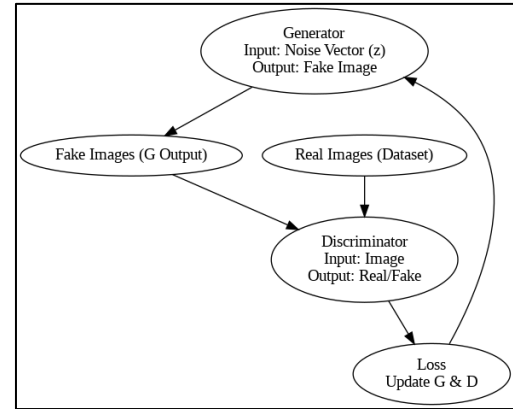 Generator
Input: Noise Vector (z)
Output: Fake Image
Fake Images (G Output)
Real Images (Dataset)
Discriminator
Input: Image
Output: Real/Fake
Loss
Update G & D